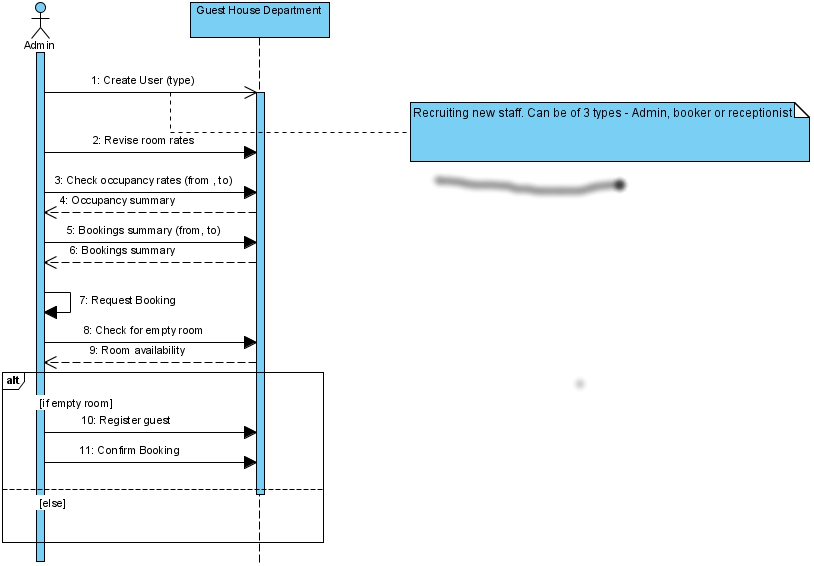 Guest House Department
Admin
1: Create User (type)
Recruiting new staff. Can be of 3 types - Admin, booker or receptionist
2: Revise room rates
3: Check occupancy rates (from , to)
4: Occupancy summary
5: Bookings summary (from, to)
6: Bookings summary
7: Request Booking
8: Check for empty room
9: Room availability
alt
[if empty room]
10: Register guest
11: Confirm Booking
[else]